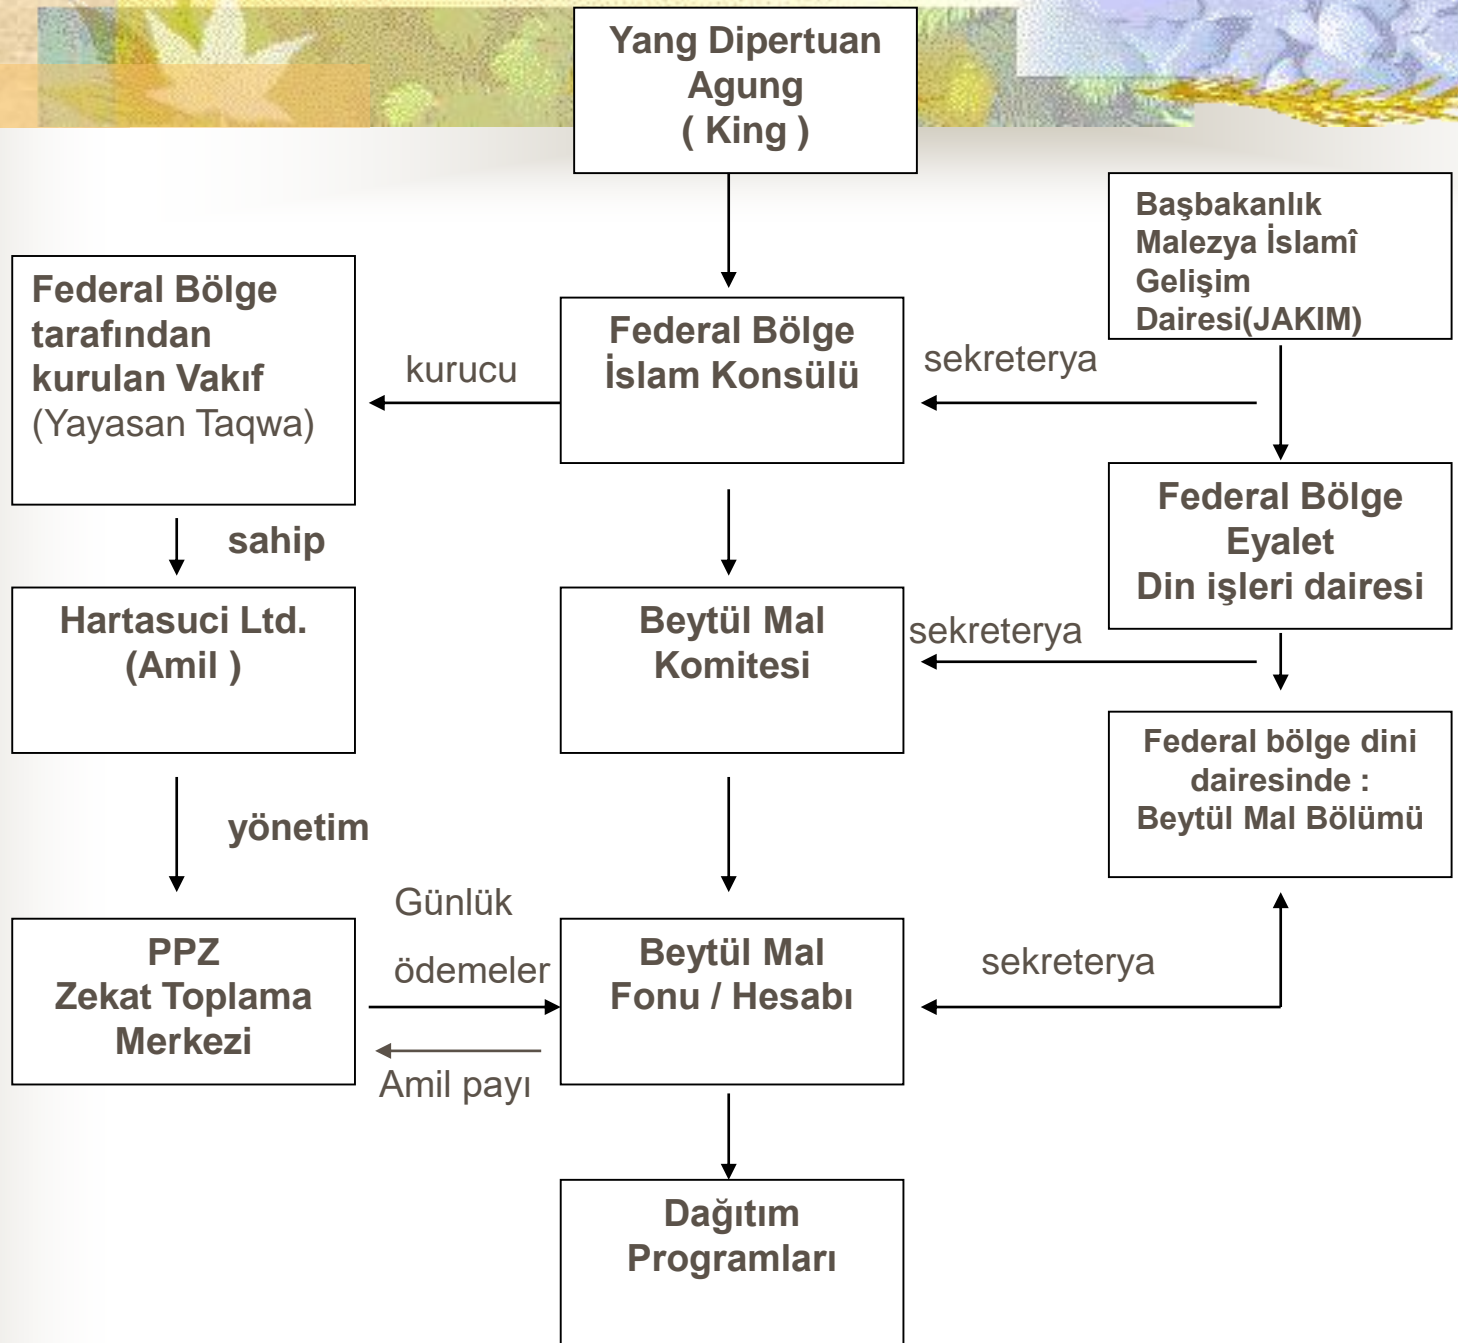 Yang Dipertuan
Agung
( King )
Başbakanlık
Malezya İslamî
Gelişim
Dairesi(JAKIM)
Federal Bölge
tarafından
kurulan Vakıf
(Yayasan Taqwa)
kurucu
Federal Bölge
İslam Konsülü
sekreterya
Federal Bölge
Eyalet
Din işleri dairesi
sahip
Hartasuci Ltd.
(Amil )
Beytül Mal
Komitesi
sekreterya
Federal bölge dini
dairesinde :
Beytül Mal Bölümü
yönetim
Günlük
ödemeler
PPZ
Zekat Toplama
Merkezi
Beytül Mal
Fonu / Hesabı
sekreterya
Amil payı
Dağıtım
Programları